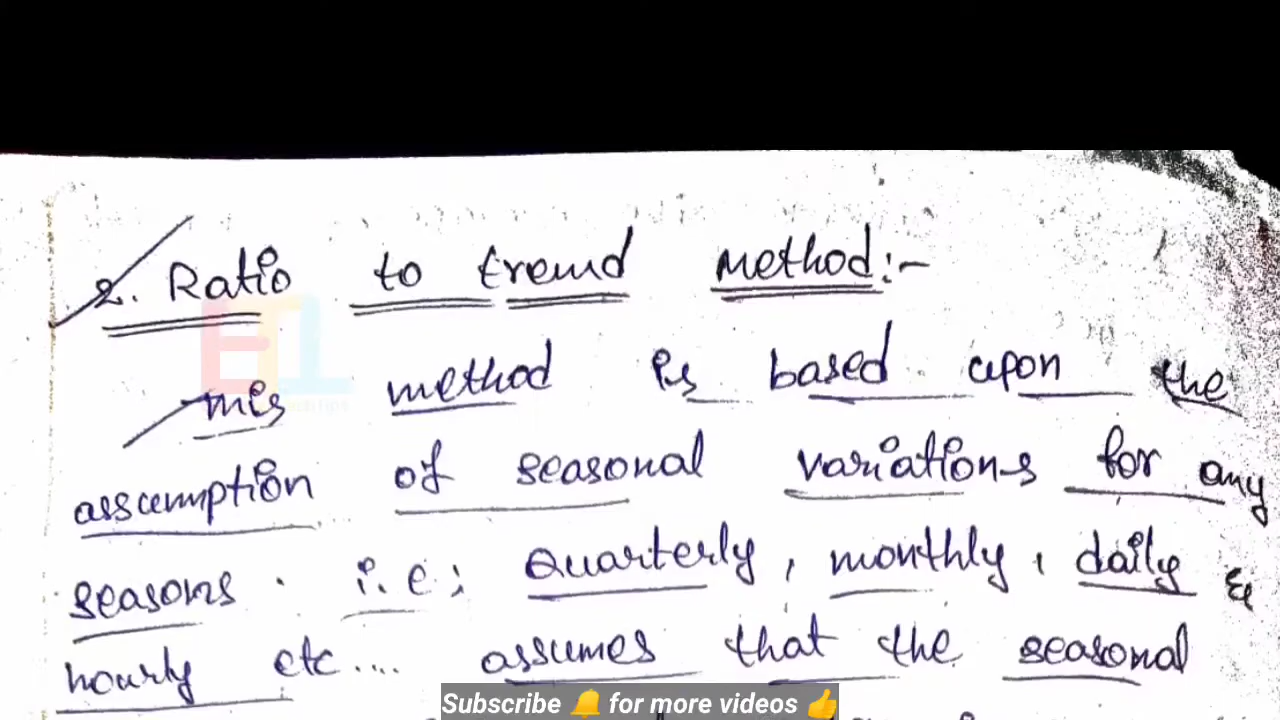 2. Ratio to trend method:-
This method is based upon the
assumption of seasonal variations for any
seasons. i.e; Quarterly, monthly, daily &
hourly etc.... assumes that the seasonal
Subscribe 🔔 for more videos 👍